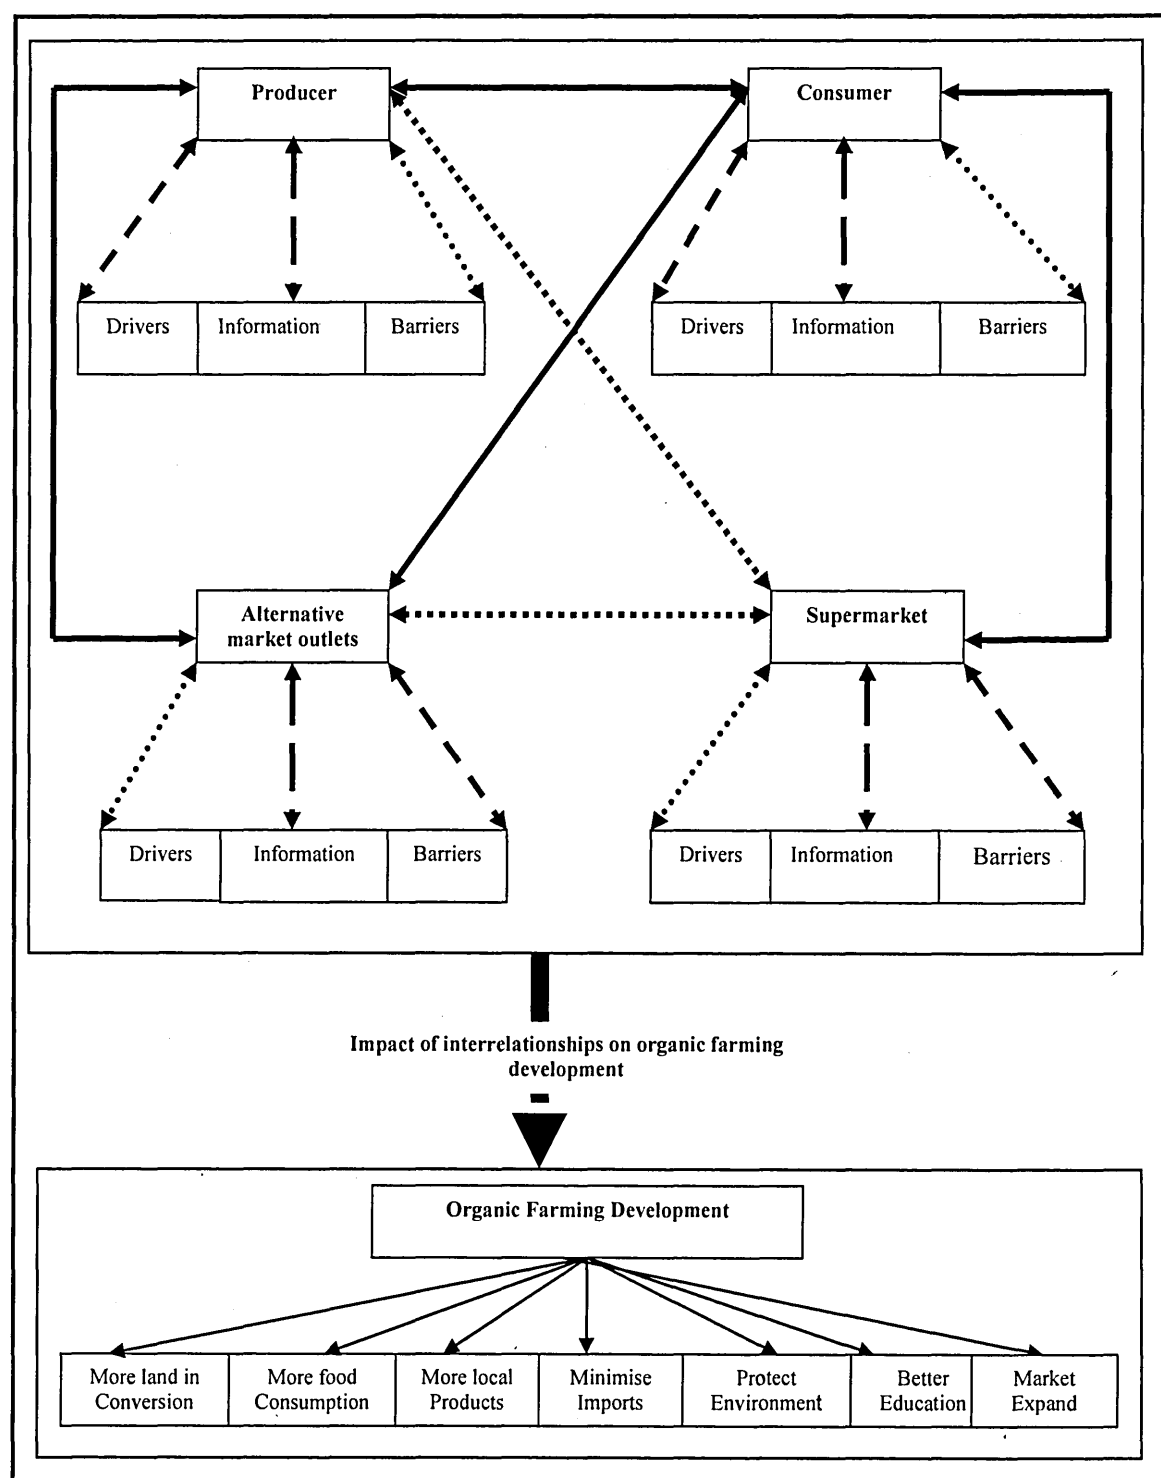 Producer
Consumer
Drivers
Information
Barriers
Drivers
Information
Barriers
Alternative
market outlets
Supermarket
Drivers
Information
Barriers
Drivers
Information
Barriers
Impact of interrelationships on organic farming
development
Organic Farming Development
More land in
Conversion
More food
Consumption
More local
Products
Minimise
Imports
Protect
Environment
Better
Education
Market
Expand